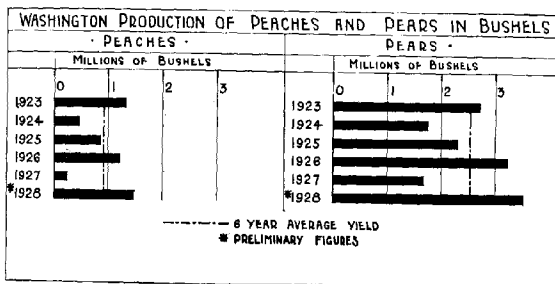 WASHINGTON PRODUCTION OF PEACHES AND PEARS IN BUSHELS
· PEACHES ·
MILLIONS OF BUSHELS
0 1 2 3
1923
1924
1925
1926
1927
*1928
PEARS ·
MILLIONS OF BUSHELS
0 1 2 3
1923
1924
1925
1926
1927
*1928
6 YEAR AVERAGE YIELD
* PRELIMINARY FIGURES